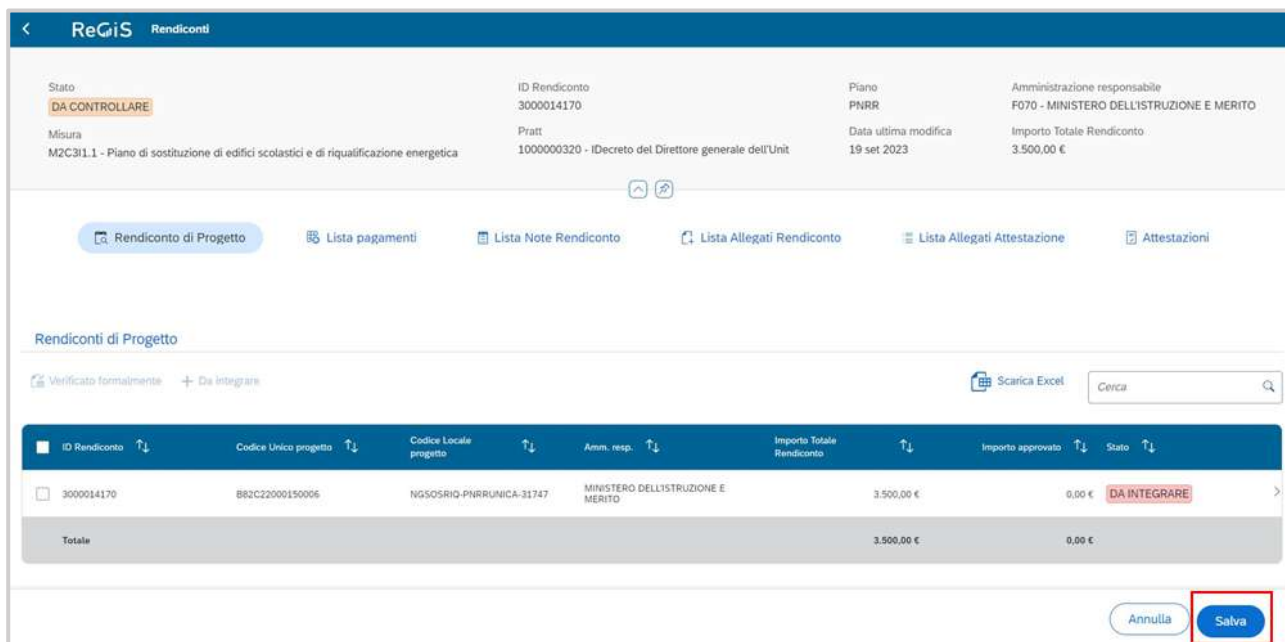 ReGiS Rendiconti
Stato ID Rendiconto Piano Amministrazione responsabile
DA CONTROLLARE 3000014170 PNRR F070 - MINISTERO DELL'ISTRUZIONE E MERITO
Misura Pratt Data ultima modifica Importo Totale Rendiconto
M2C3I1.1 - Piano di sostituzione di edifici scolastici e di riqualificazione energetica 1000000320 - IDecreto del Direttore generale dell'Unit 19 set 2023 3.500,00 €
Rendiconto di Progetto Lista pagamenti Lista Note Rendiconto Lista Allegati Rendiconto Lista Allegati Attestazione Attestazioni
Rendiconti di Progetto
Verificato formalmente + Da integrare Scarica Excel Cerca
ID Rendiconto Codice Unico progetto Codice Locale progetto Amm. resp. Importo Totale Rendiconto Importo approvato Stato
3000014170 B82C22000150006 NGSOSRIQ-PNRRUNICA-31747 MINISTERO DELL'ISTRUZIONE E MERITO 3.500,00 € 0,00 € DA INTEGRARE
Totale 3.500,00 € 0,00 €
Annulla Salva